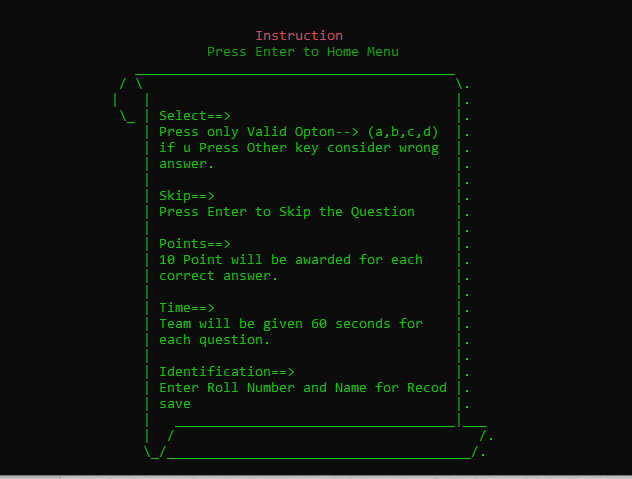 Instruction
Press Enter to Home Menu
Select==>
Press only Valid Opton--> (a,b,c,d)
if u Press Other key consider wrong
answer.
Skip==>
Press Enter to Skip the Question
Points==>
10 Point will be awarded for each
correct answer.
Time==>
Team will be given 60 seconds for
each question.
Identification==>
Enter Roll Number and Name for Recod
save